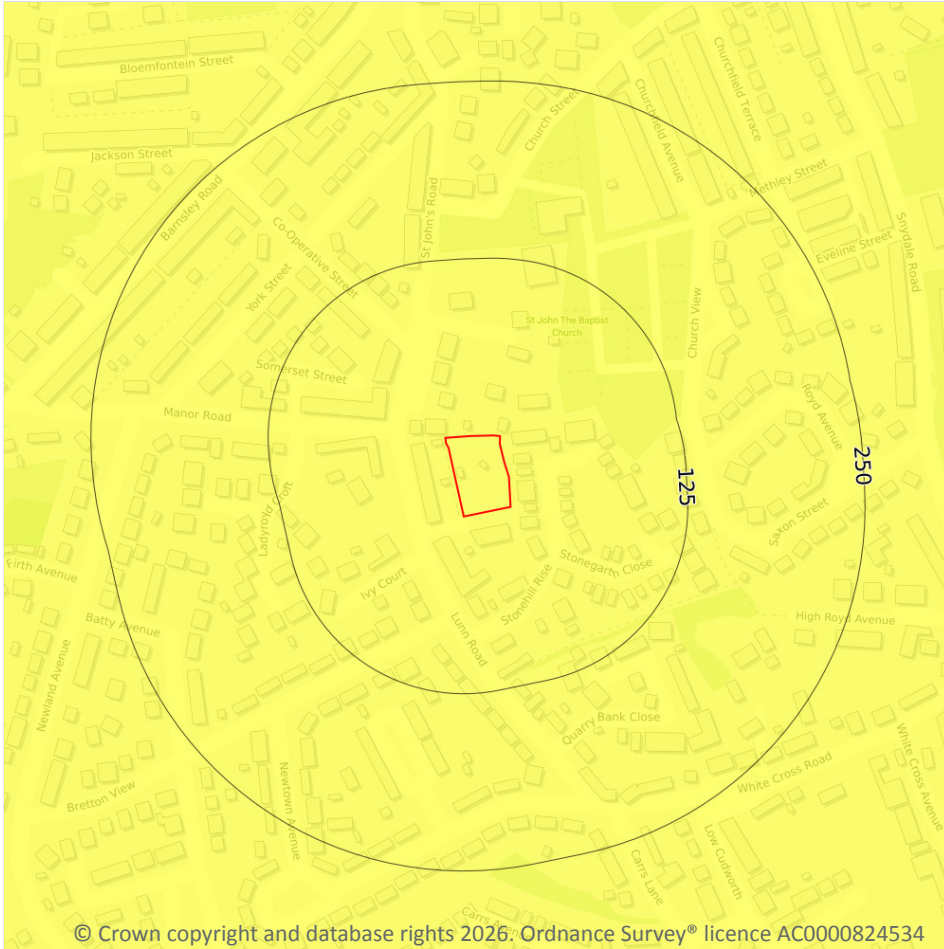 Bloemfontein Street
Church Street
Churchfield Avenue
Churchfield Terrace
Jackson Street
Methley Street
Barnsley Road
St John's Road
Co-Operative Street
Snydale Road
Eveline Street
York Street
St John The Baptist
Church
Church View
Somerset Street
Manor Road
Royd Avenue
250
125
Ladyroyd Croft
Saxon Street
Firth Avenue
Ivy Court
Stonegarth Close
Stonehill Rise
Batty Avenue
Lunn Road
High Royd Avenue
Newland Avenue
Quarry Bank Close
White Cross Road
White Cross Avenue
Bretton View
Newtown Avenue
Carrs Lane
Low Cudworth
Carrs Avenue
© Crown copyright and database rights 2026. Ordnance Survey® licence AC0000824534